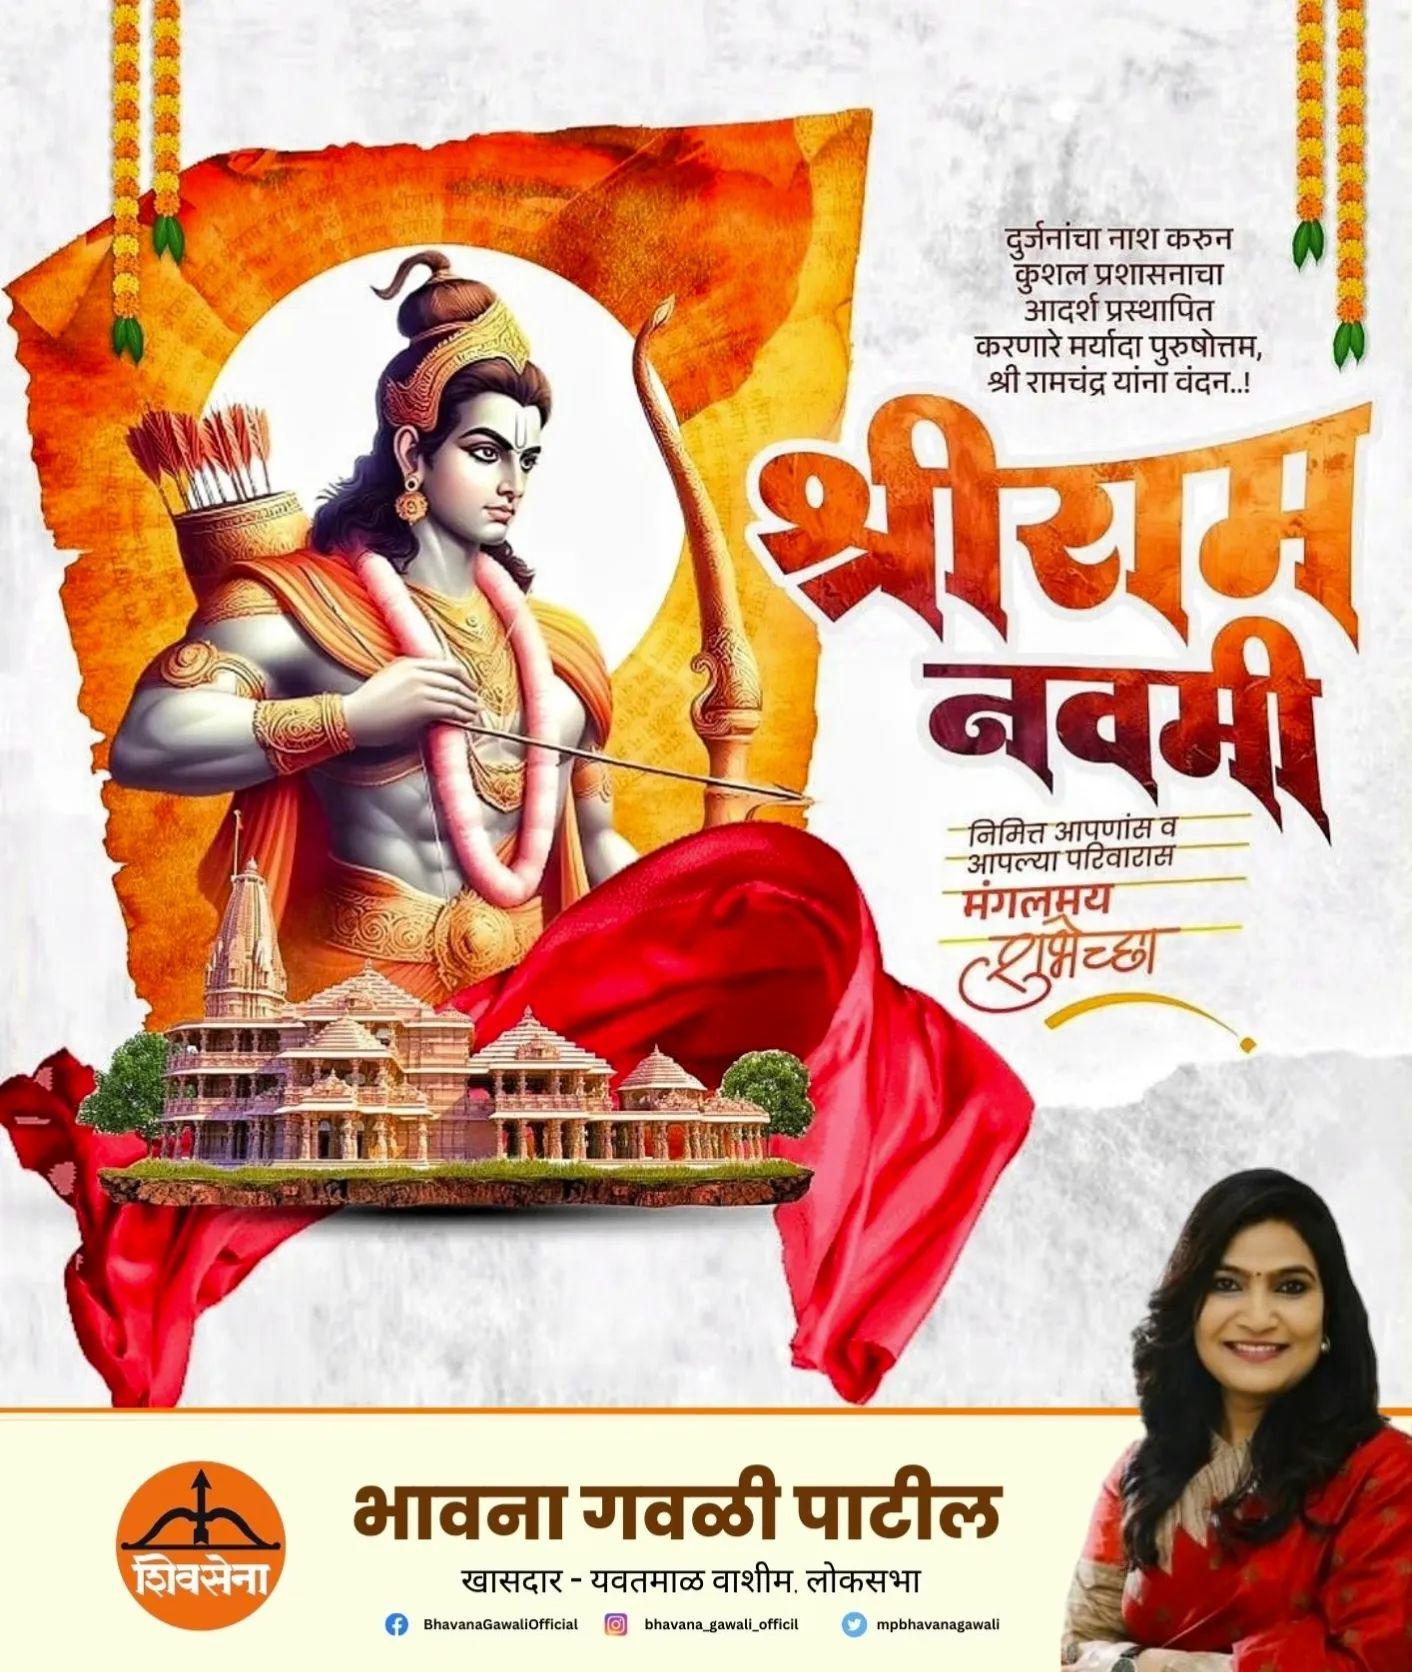 दुर्जनांचा नाश करुन
कुशल प्रशासनाचा
आदर्श प्रस्थापित
करणारे मर्यादा पुरुषोत्तम,
श्री रामचंद्र यांना वंदन..!
श्रीराम
नवमी
निमित्त आपणांस व
आपल्या परिवारास
मंगलमय
शुभेच्छा
शिवसेना
भावना गवळी पाटील
खासदार - यवतमाळ वाशीम. लोकसभा
BhavanaGawaliOfficial bhavana_gawali_officil mpbhavanagawali